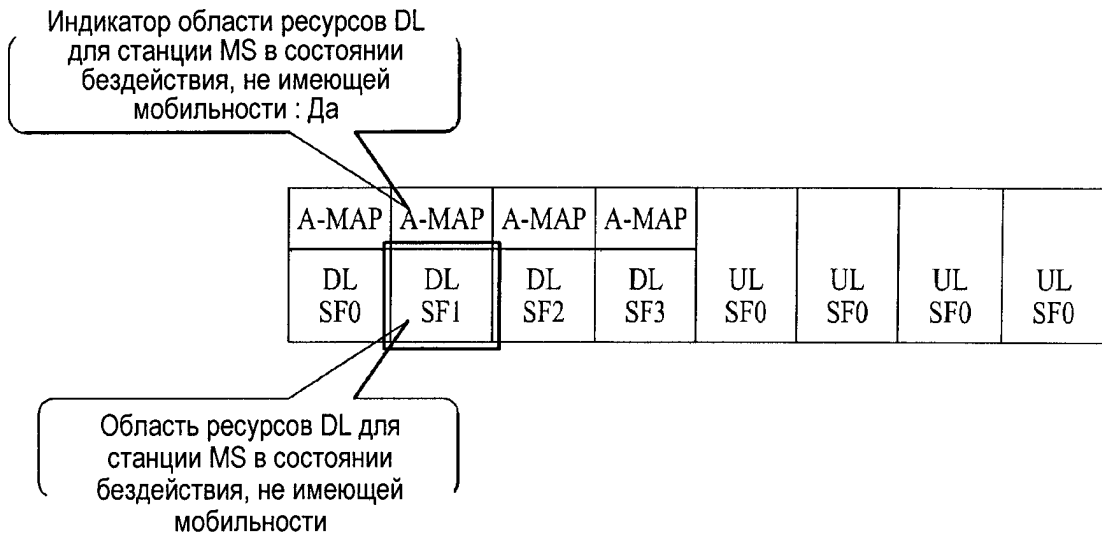 Индикатор области ресурсов DL
для станции MS в состоянии
бездействия, не имеющей
мобильности : Да
A-MAP A-MAP A-MAP A-MAP
DL DL DL DL UL UL UL UL
SF0 SF1 SF2 SF3 SF0 SF0 SF0 SF0
Область ресурсов DL для
станции MS в состоянии
бездействия, не имеющей
мобильности